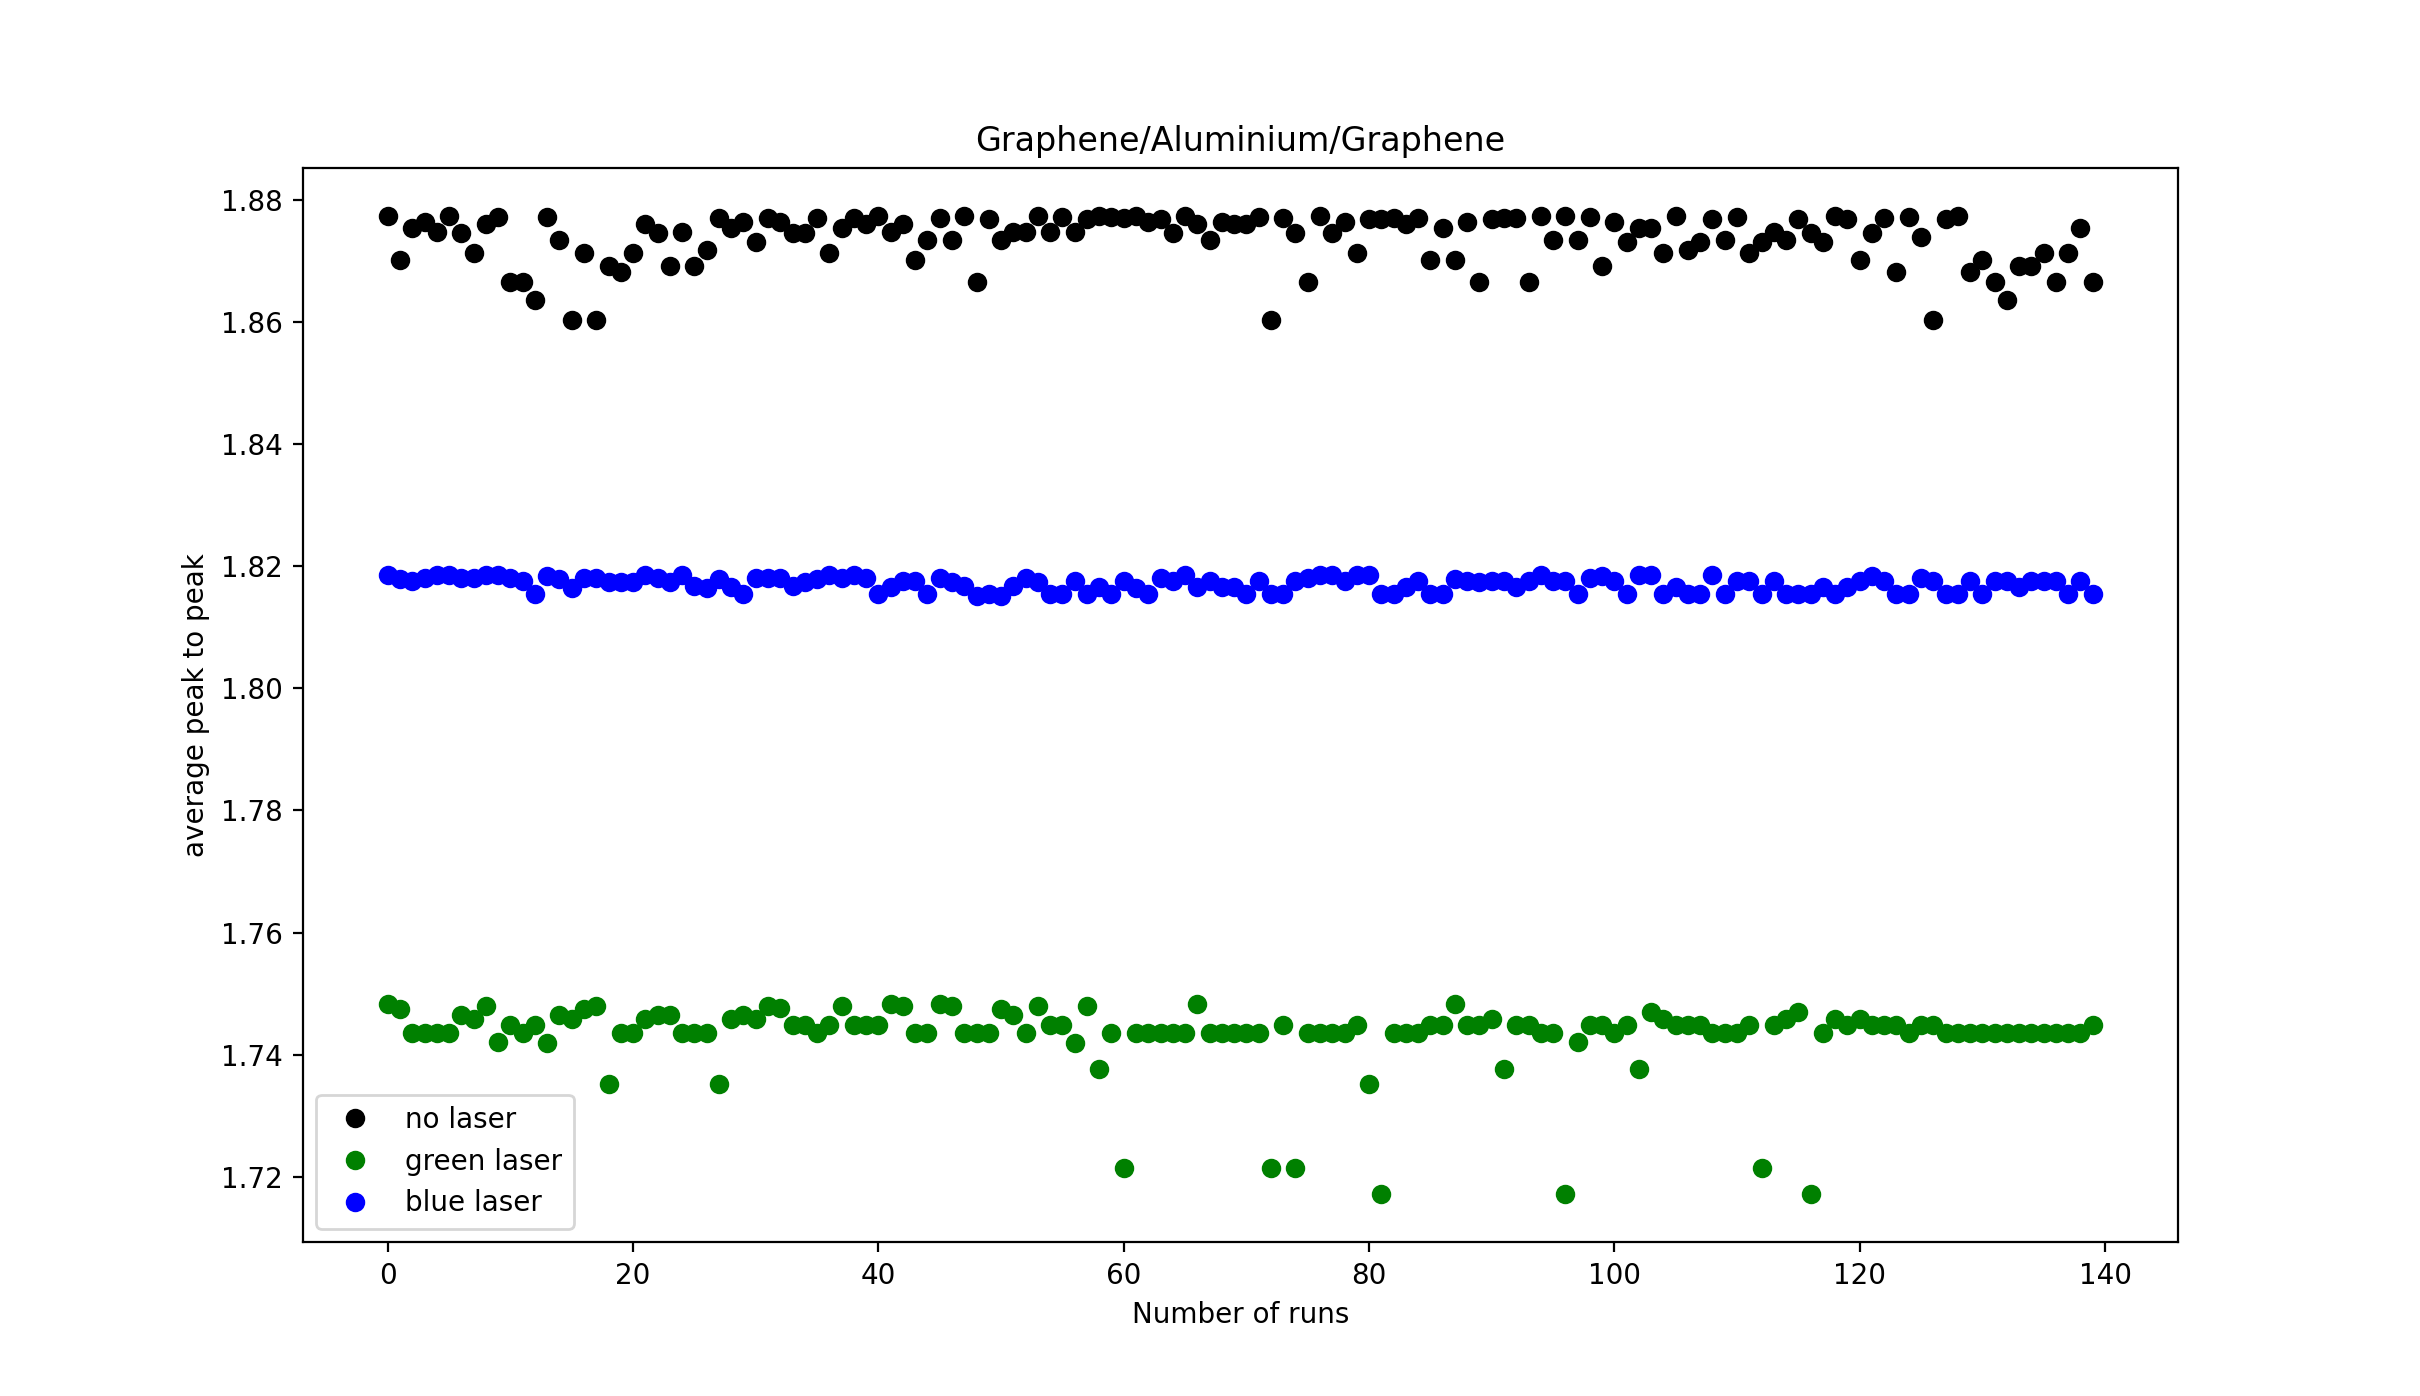 Graphene/Aluminium/Graphene
1.88
1.86
1.84
1.82
1.80
1.78
1.76
1.74
1.72
average peak to peak
no laser
green laser
blue laser
0 20 40 60 80 100 120 140
Number of runs